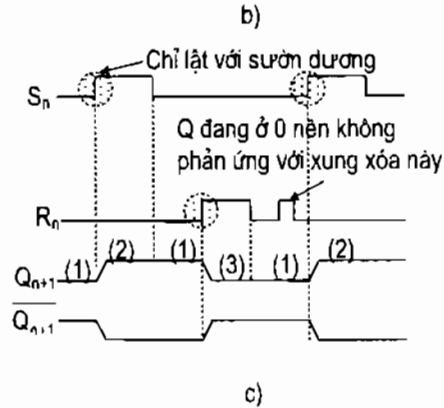 b)
Chỉ lật với sườn dương
Sn
Q đang ở 0 nên không
phản ứng với xung xóa này
Rn
(1) (2) (1) (3) (1) (2)
Qn+1
Qn+1
c)